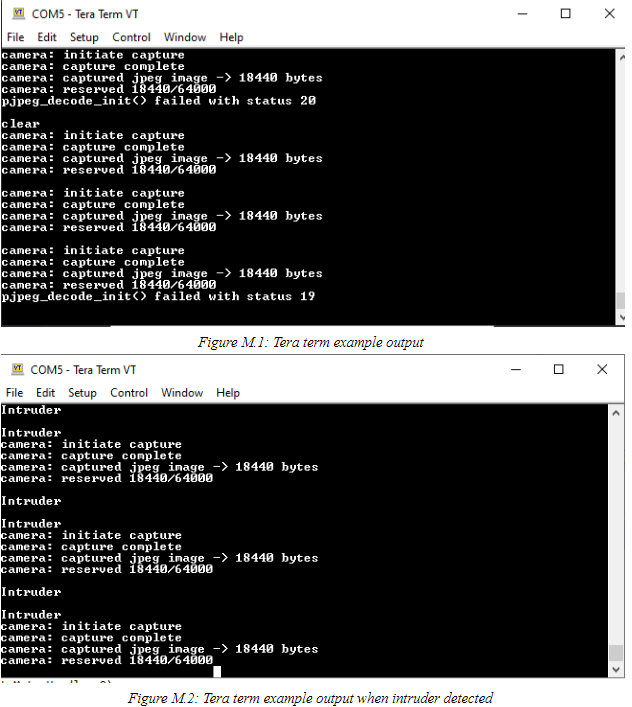 COM5 - Tera Term VT
File Edit Setup Control Window Help
camera: initiate capture
camera: capture complete
camera: captured jpeg image -> 18440 bytes
camera: reserved 18440/64000
pjpeg_decode_init() failed with status 20
clear
camera: initiate capture
camera: capture complete
camera: captured jpeg image -> 18440 bytes
camera: reserved 18440/64000
camera: initiate capture
camera: capture complete
camera: captured jpeg image -> 18440 bytes
camera: reserved 18440/64000
camera: initiate capture
camera: capture complete
camera: captured jpeg image -> 18440 bytes
camera: reserved 18440/64000
pjpeg_decode_init() failed with status 19
Figure M.1: Tera term example output
COM5 - Tera Term VT
File Edit Setup Control Window Help
Intruder
Intruder
camera: initiate capture
camera: capture complete
camera: captured jpeg image -> 18440 bytes
camera: reserved 18440/64000
Intruder
Intruder
camera: initiate capture
camera: capture complete
camera: captured jpeg image -> 18440 bytes
camera: reserved 18440/64000
Intruder
Intruder
camera: initiate capture
camera: capture complete
camera: captured jpeg image -> 18440 bytes
camera: reserved 18440/64000
Figure M.2: Tera term example output when intruder detected